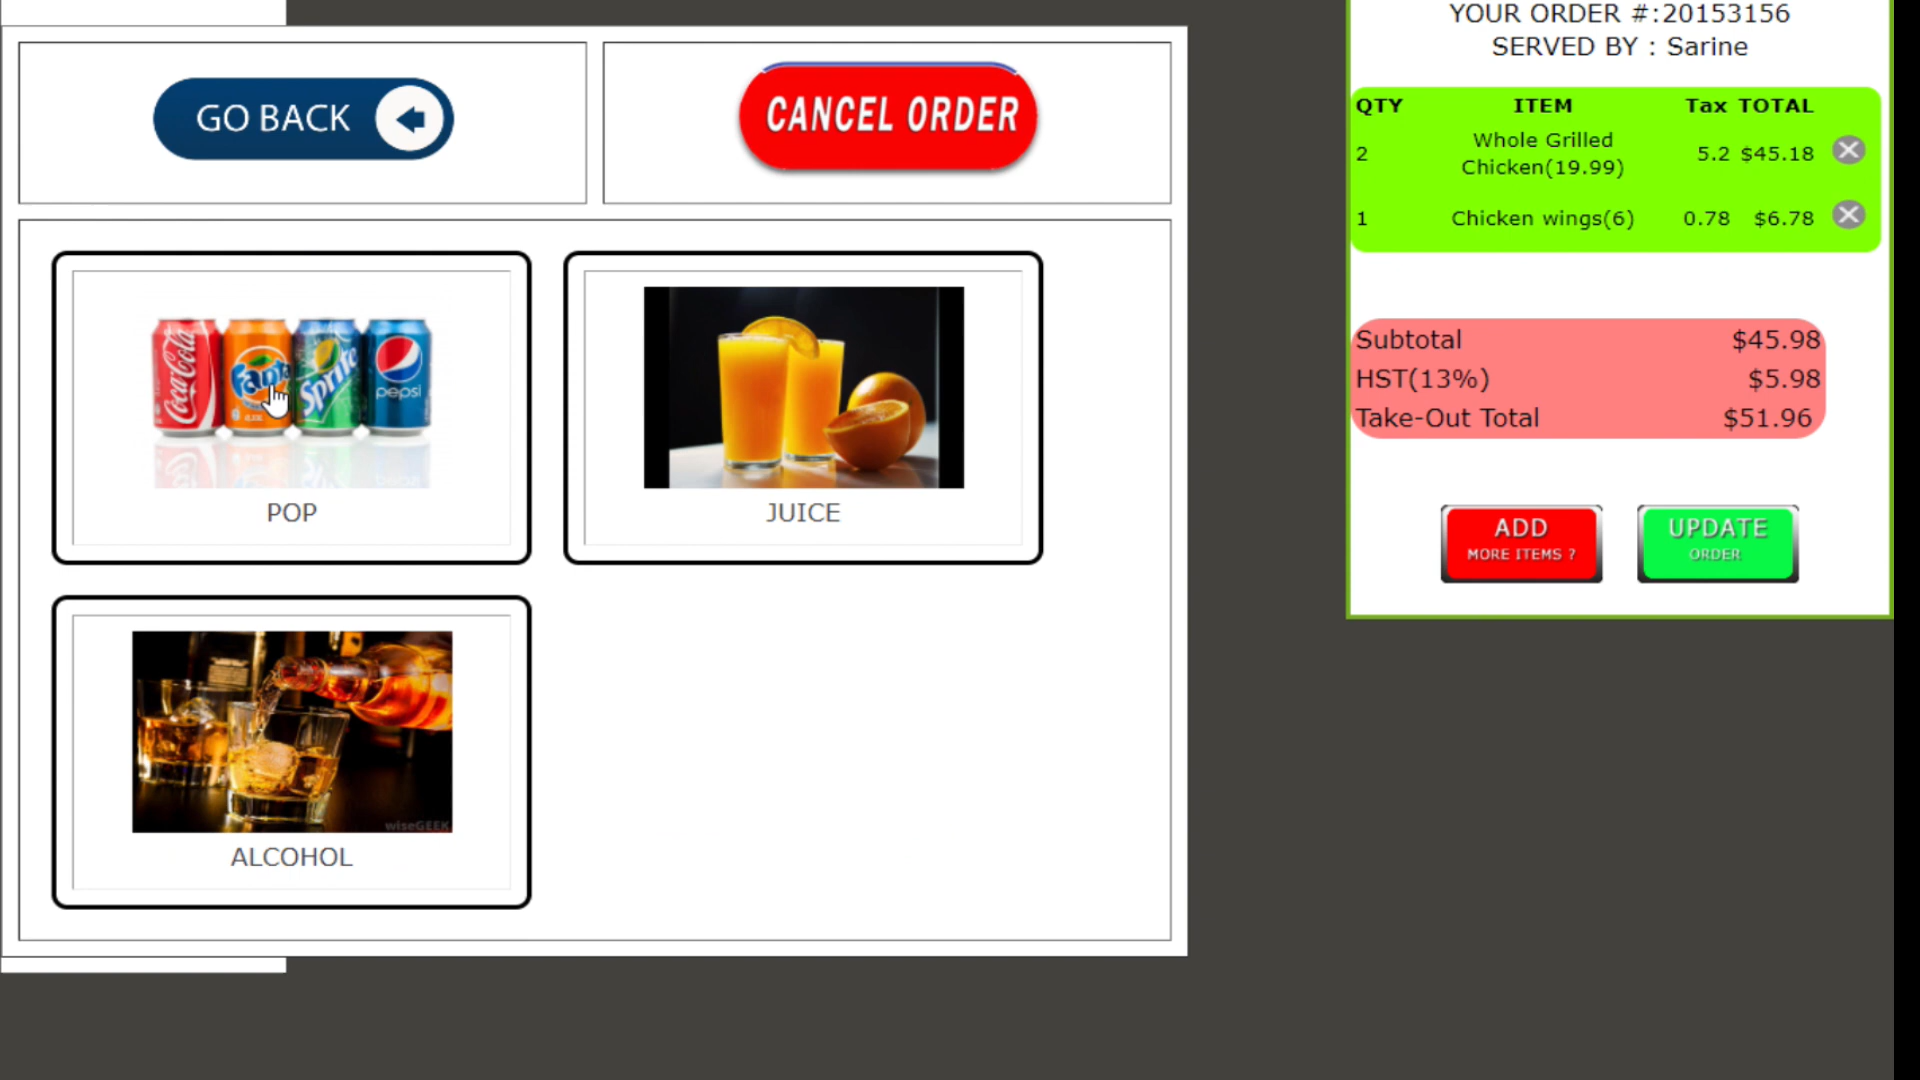 GO BACK
CANCEL ORDER
Coca-Cola
Fanta
Sprite
pepsi
POP
JUICE
wiseGEEK
ALCOHOL
YOUR ORDER #:20153156
SERVED BY : Sarine
QTY ITEM Tax TOTAL
2 Whole Grilled Chicken(19.99) 5.2 $45.18
1 Chicken wings(6) 0.78 $6.78
Subtotal $45.98
HST(13%) $5.98
Take-Out Total $51.96
ADD
MORE ITEMS ?
UPDATE
ORDER